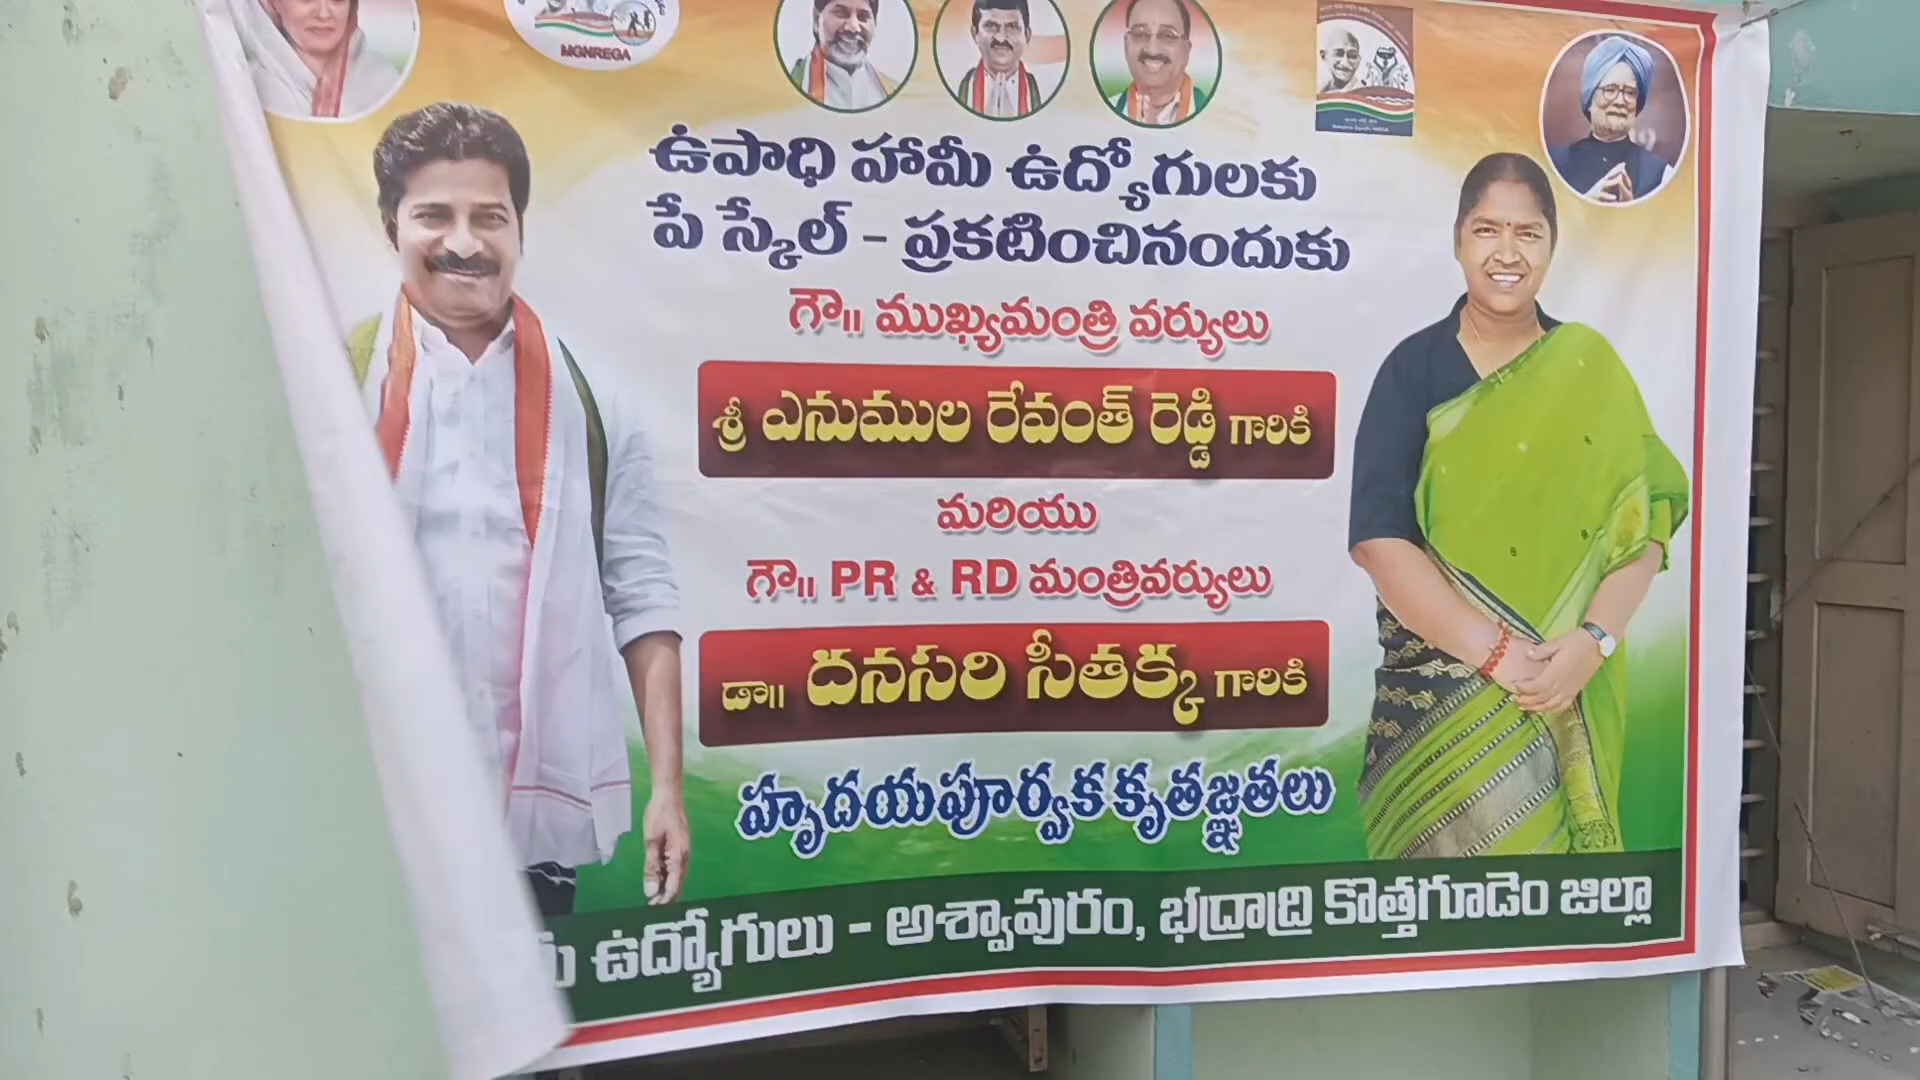 MGNREGA
ఉపాధి హామీ ఉద్యోగులకు
పే స్కేల్ - ప్రకటించినందుకు
గౌ॥ ముఖ్యమంత్రి వర్యులు
శ్రీ ఎనుముల రేవంత్ రెడ్డి గారికి
మరియు
గౌ॥ PR & RD మంత్రివర్యులు
డా॥ దనసరి సీతక్క గారికి
హృదయపూర్వక కృతజ్ఞతలు
ఉద్యోగులు - అశ్వాపురం, భద్రాద్రి కొత్తగూడెం జిల్లా